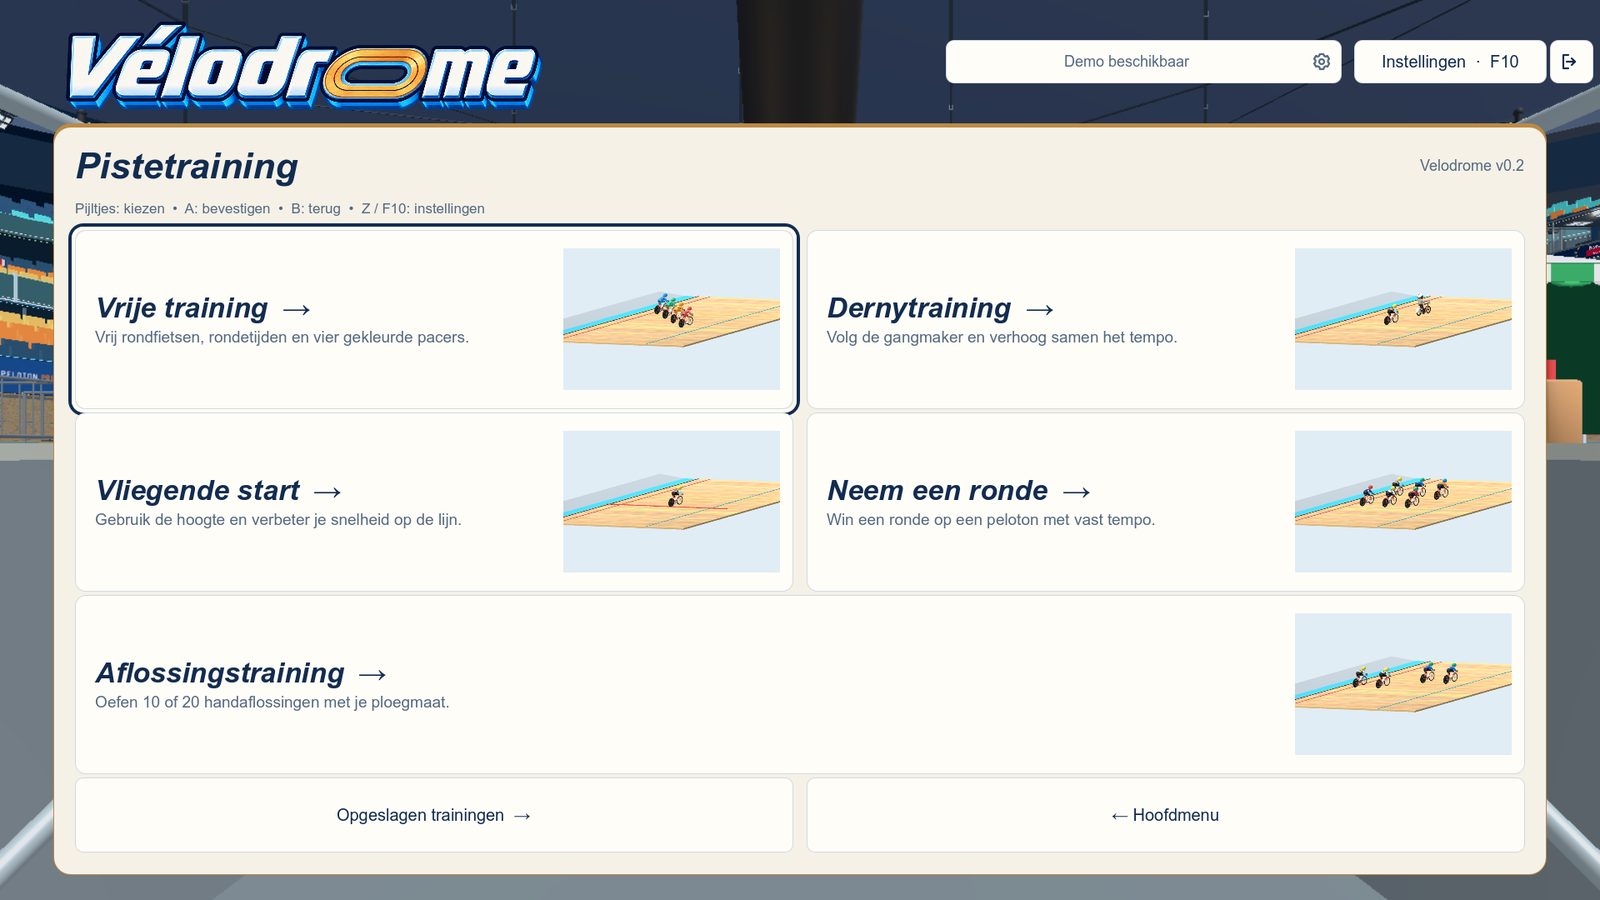 Vélodrome
Demo beschikbaar
Instellingen · F10
Pistetraining
Velodrome v0.2
Pijltjes: kiezen • A: bevestigen • B: terug • Z / F10: instellingen
Vrije training →
Vrij rondfietsen, rondetijden en vier gekleurde pacers.
Dernytraining →
Volg de gangmaker en verhoog samen het tempo.
Vliegende start →
Gebruik de hoogte en verbeter je snelheid op de lijn.
Neem een ronde →
Win een ronde op een peloton met vast tempo.
Aflossingstraining →
Oefen 10 of 20 handaflossingen met je ploegmaat.
Opgeslagen trainingen →
← Hoofdmenu
PELOTON